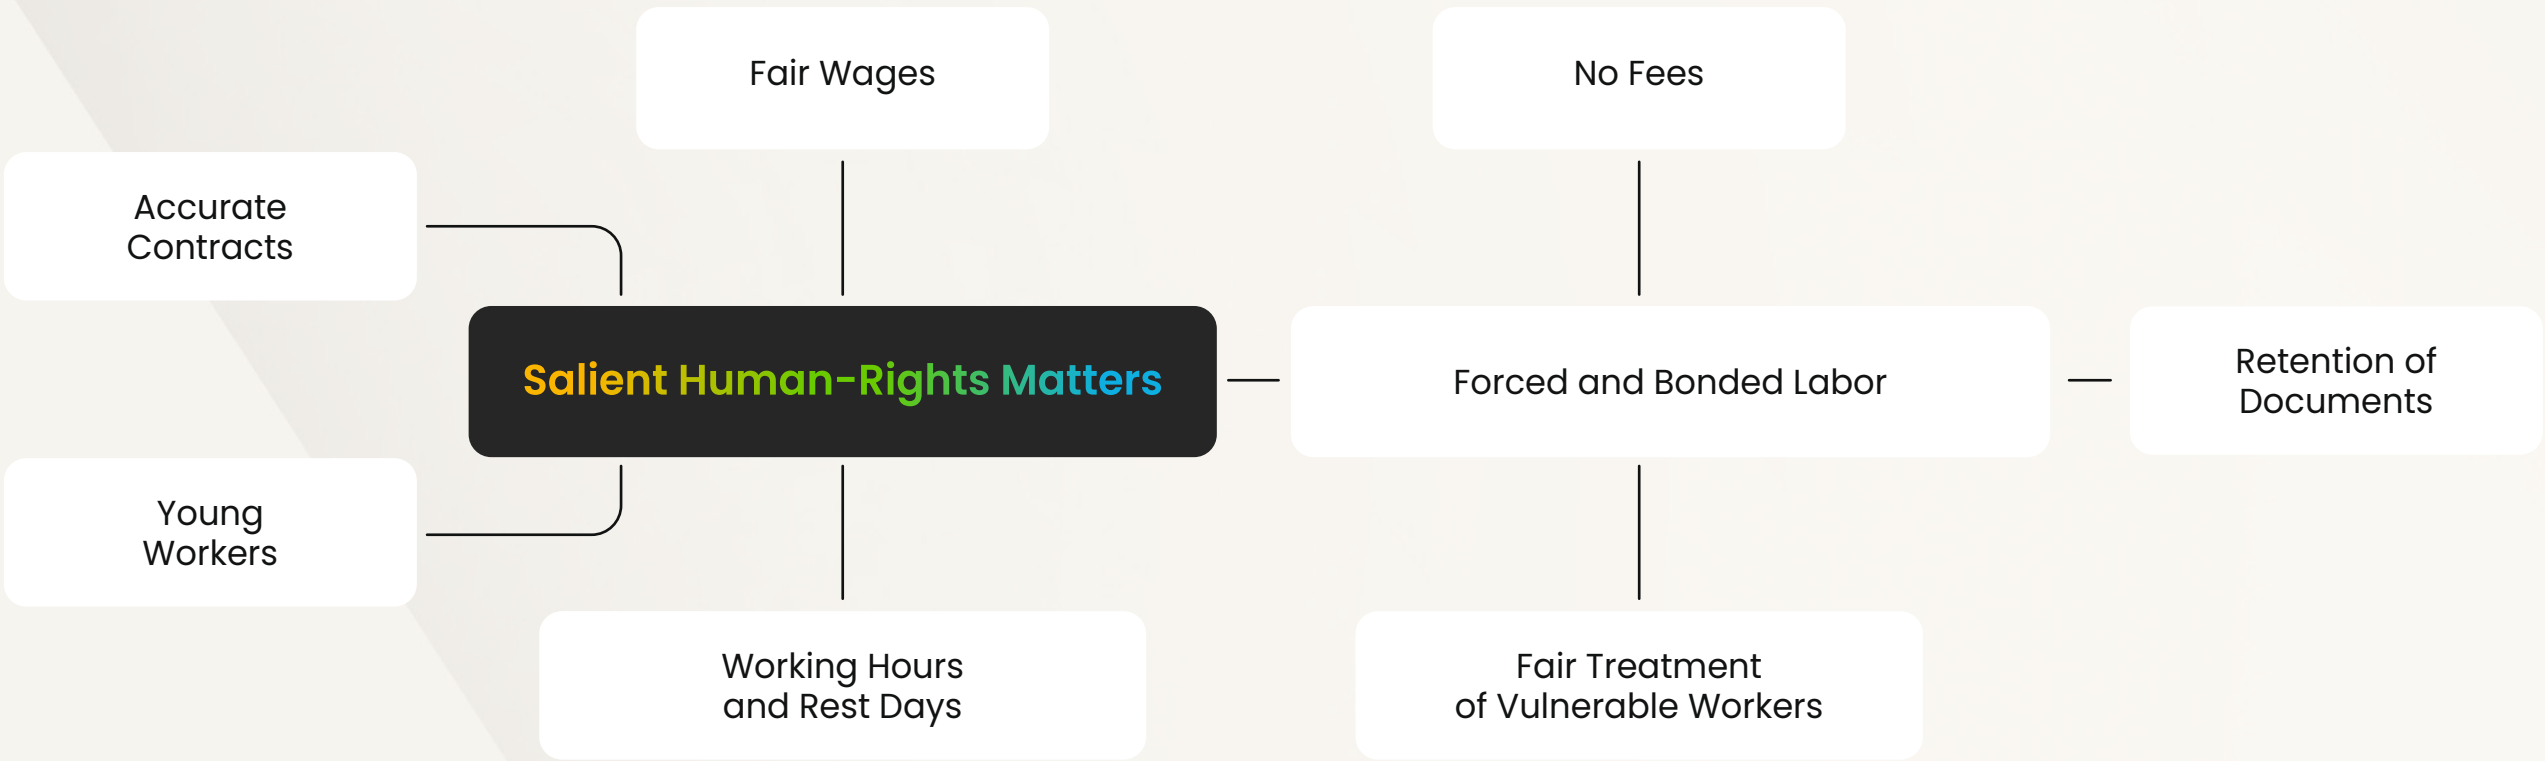 Fair Wages
No Fees
Accurate
Contracts
Salient Human-Rights Matters
Forced and Bonded Labor
Retention of
Documents
Young
Workers
Working Hours
and Rest Days
Fair Treatment
of Vulnerable Workers